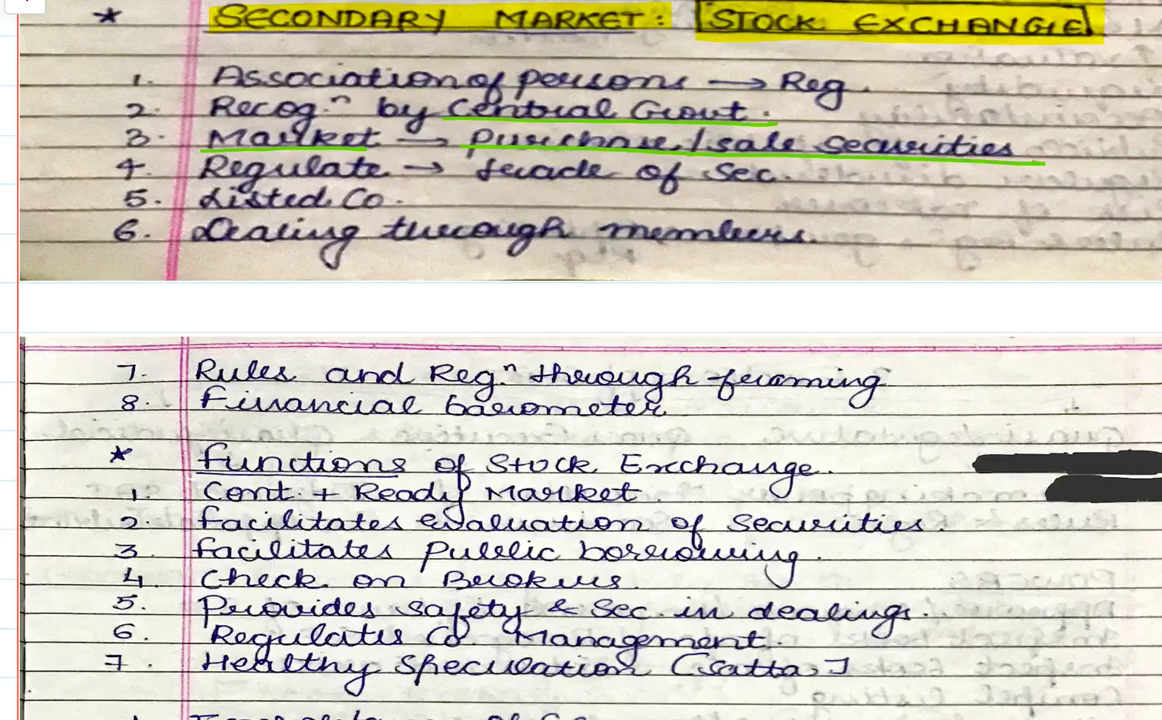 * SECONDARY MARKET: STOCK EXCHANGE
1. Association of persons → Reg.
2. Recog.n by Central Govt.
3. Market → purchase/sale securities
4. Regulate → trade of Sec.
5. Listed Co.
6. Dealing through members.
7. Rules and Reg.n through framing
8. Financial barometer
* Functions of Stock Exchange.
1. Cont. + Ready Market
2. Facilitates evaluation of securities.
3. Facilitates public borrowing.
4. Check on Brokers
5. Provides safety & Sec. in dealings.
6. Regulates Co. Management.
7. Healthy Speculation (Satta)